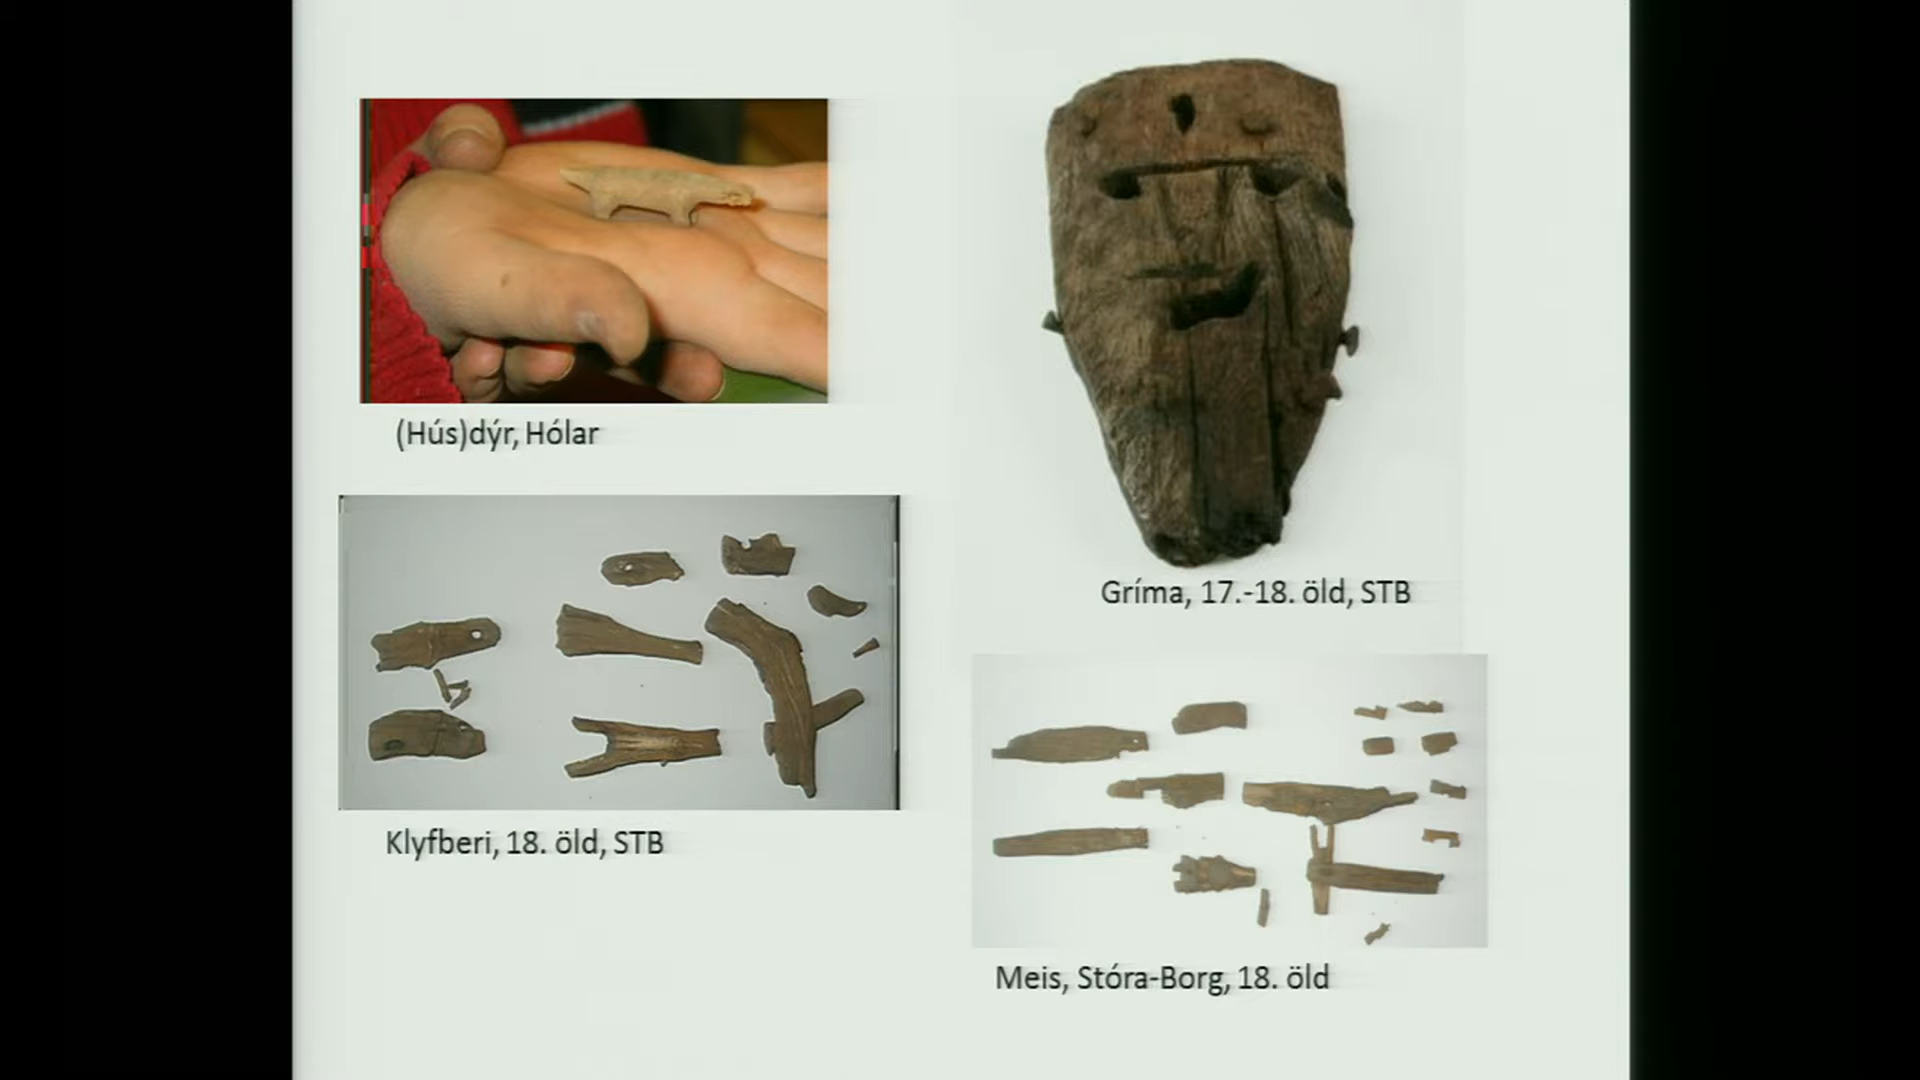 (Hús)dýr, Hólar
Gríma, 17.-18. öld, STB
Klyfberi, 18. öld, STB
Meis, Stóra-Borg, 18. öld